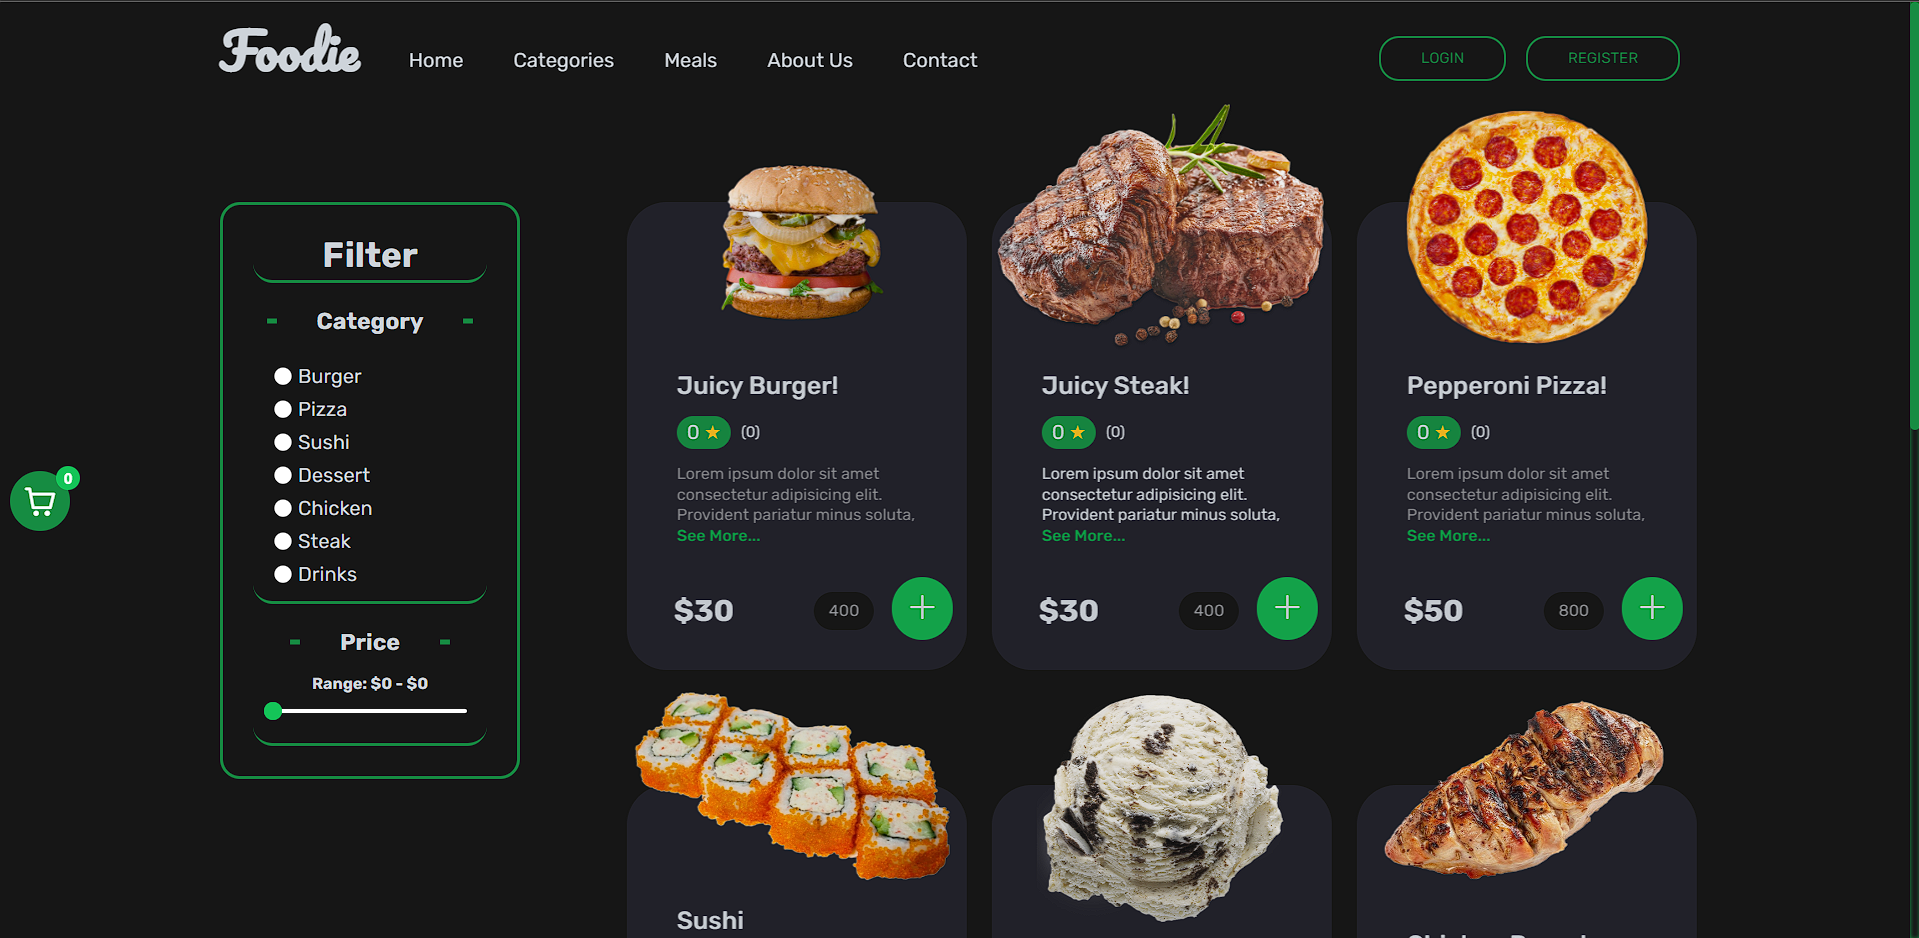 Foodie
Home
Categories
Meals
About Us
Contact
LOGIN
REGISTER
Filter
Category
Burger
Pizza
Sushi
Dessert
Chicken
Steak
Drinks
Price
Range: $0 - $0
0
Juicy Burger!
0 ★ (0)
Lorem ipsum dolor sit amet
consectetur adipisicing elit.
Provident pariatur minus soluta,
See More...
$30
400
Juicy Steak!
0 ★ (0)
Lorem ipsum dolor sit amet
consectetur adipisicing elit.
Provident pariatur minus soluta,
See More...
$30
400
Pepperoni Pizza!
0 ★ (0)
Lorem ipsum dolor sit amet
consectetur adipisicing elit.
Provident pariatur minus soluta,
See More...
$50
800
Sushi